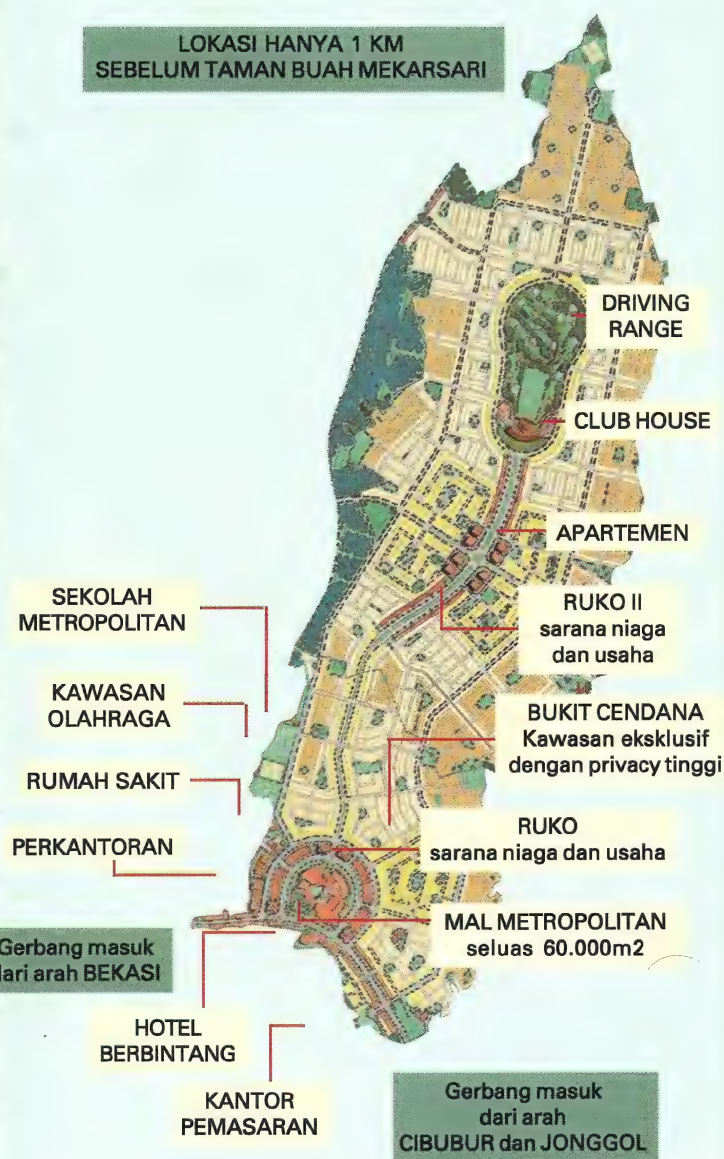 LOKASI HANYA 1 KM
SEBELUM TAMAN BUAH MEKARSARI
DRIVING
RANGE
CLUB HOUSE
APARTEMEN
SEKOLAH
METROPOLITAN
RUKO II
sarana niaga
dan usaha
KAWASAN
OLAHRAGA
BUKIT CENDANA
Kawasan eksklusif
dengan privacy tinggi
RUMAH SAKIT
PERKANTORAN
RUKO
sarana niaga dan usaha
MAL METROPOLITAN
seluas 60.000m2
Gerbang masuk
dari arah BEKASI
HOTEL
BERBINTANG
KANTOR
PEMASARAN
Gerbang masuk
dari arah
CIBUBUR dan JONGGOL